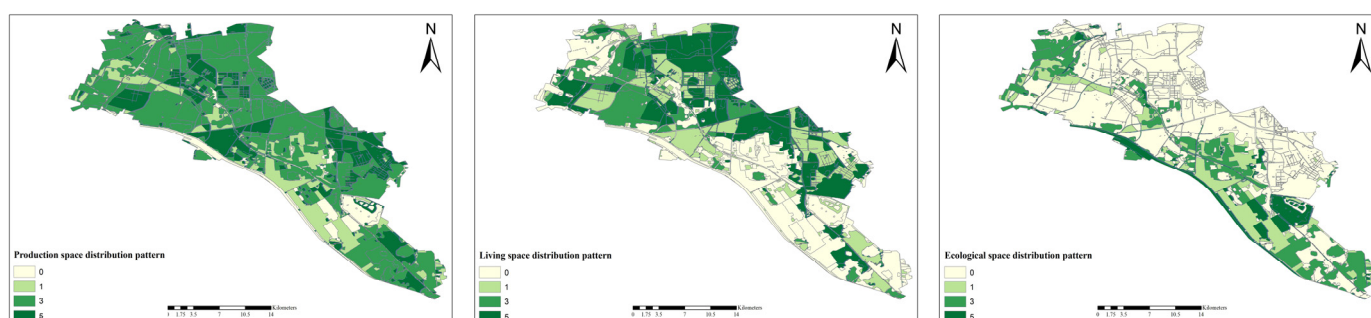 N
Production space distribution pattern
0
1
3
5
Kilometers
1.75 3.5 7 10.5 14
N
Living space distribution pattern
0
1
3
5
Kilometers
0 1.75 3.5 7 10.5 14
N
Ecological space distribution pattern
0
1
3
5
Kilometers
0 1.75 3.5 7 10.5 14